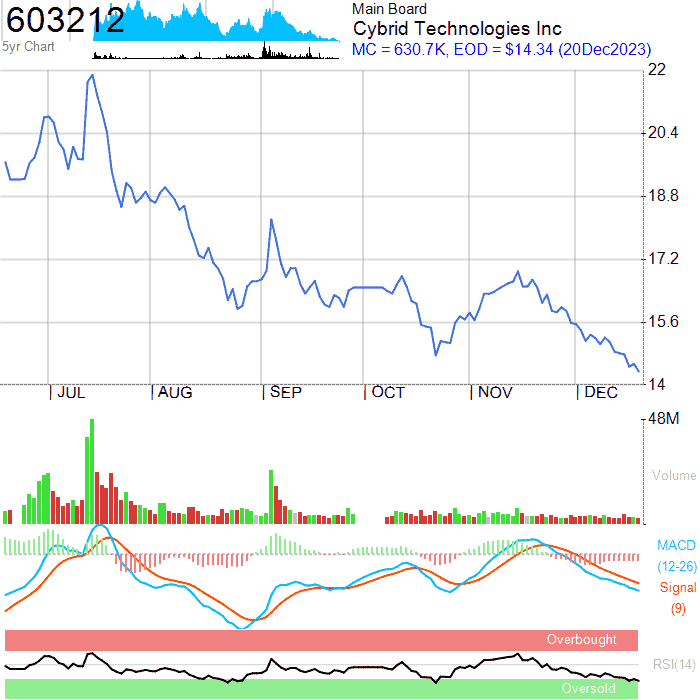 603212
5yr Chart
Main Board
Cybrid Technologies Inc
MC = 630.7K, EOD = $14.34 (20Dec2023)
22
20.4
18.8
17.2
15.6
14
JUL AUG SEP OCT NOV DEC
48M
Volume
MACD
(12-26)
Signal
(9)
Overbought
RSI(14)
Oversold